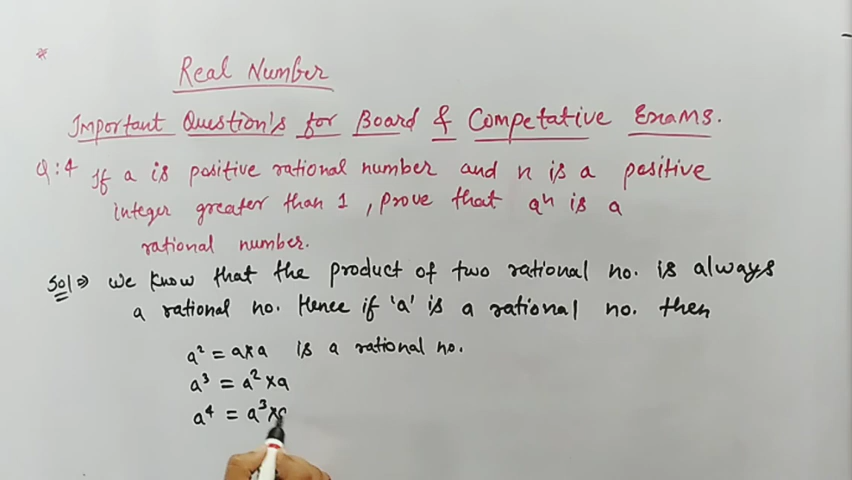 *
Real Number
Important Question's for Board & Competative Exams.
Q:4 If a is positive rational number and n is a positive
integer greater than 1, prove that aⁿ is a
rational number.
Sol⇒ We know that the product of two rational no. is always
a rational no. Hence if 'a' is a rational no. then
a² = a×a is a rational no.
a³ = a²×a
a⁴ = a³×